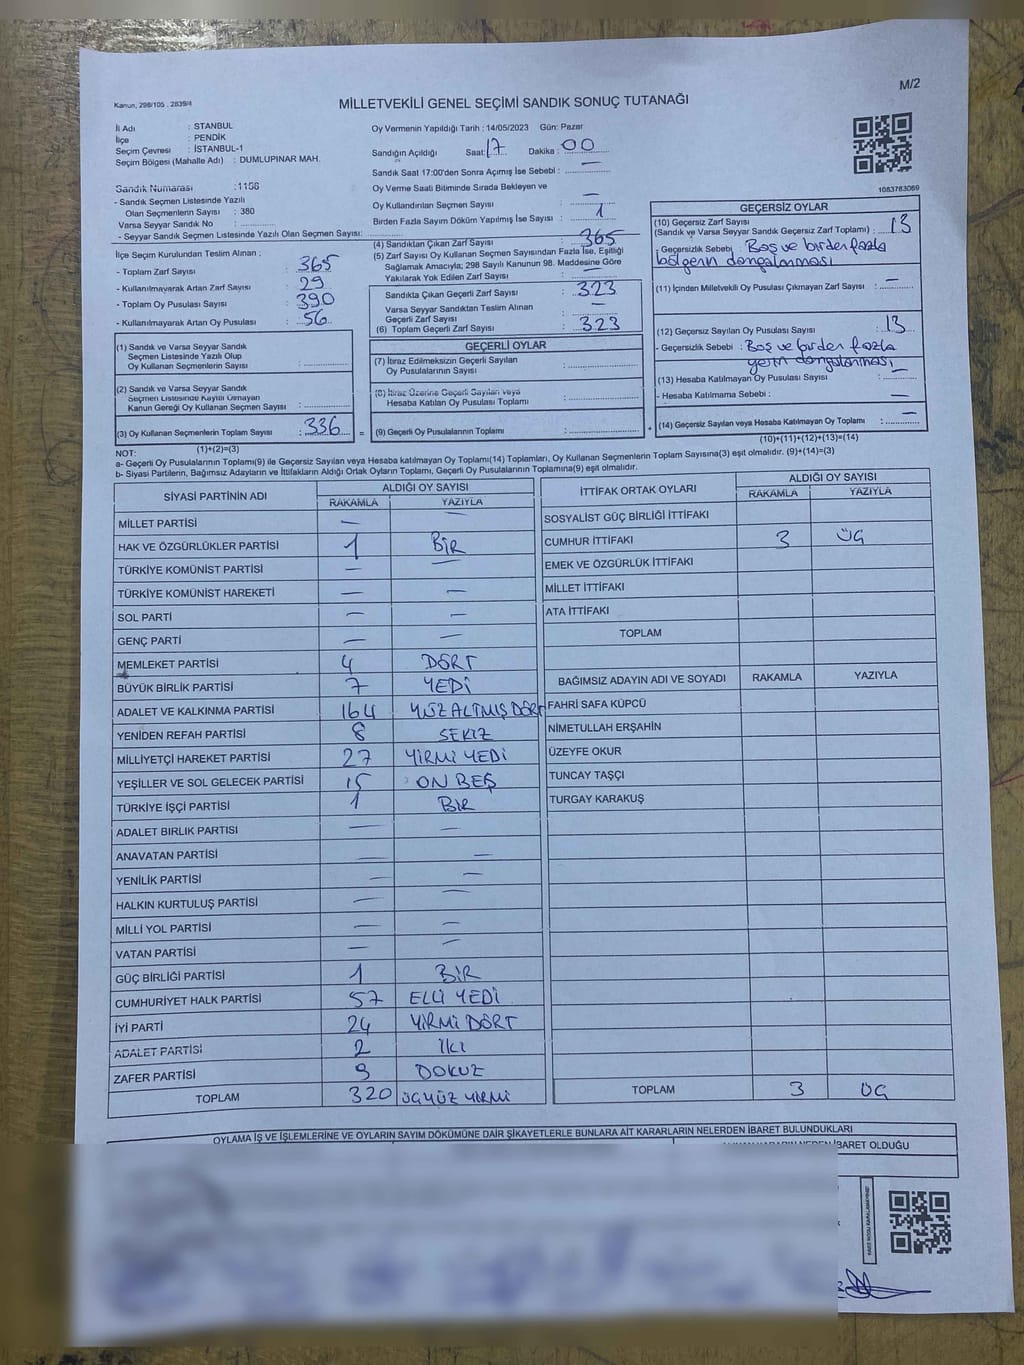 M/2
Kanun, 298/105 , 2839/4
MİLLETVEKİLİ GENEL SEÇİMİ SANDIK SONUÇ TUTANAĞI
İl Adı : STANBUL
İlçe : PENDİK
Seçim Çevresi : İSTANBUL-1
Seçim Bölgesi (Mahalle Adı) : DUMLUPINAR MAH.
Sandık Numarası : 1156
- Sandık Seçmen Listesinde Yazılı
Olan Seçmenlerin Sayısı : 380
Varsa Seyyar Sandık No :
- Seyyar Sandık Seçmen Listesinde Yazılı Olan Seçmen Sayısı:
İlçe Seçim Kurulundan Teslim Alınan :
- Toplam Zarf Sayısı : 365
- Kullanılmayarak Artan Zarf Sayısı : 29
- Toplam Oy Pusulası Sayısı : 390
- Kullanılmayarak Artan Oy Pusulası : 56
Oy Vermenin Yapıldığı Tarih : 14/05/2023 Gün: Pazar
Sandığın Açıldığı Saat: 17 Dakika : 00
Sandık Saat 17:00'den Sonra Açımış İse Sebebi : —
Oy Verme Saati Bitiminde Sırada Bekleyen ve
Oy Kullandırılan Seçmen Sayısı : —
Birden Fazla Sayım Döküm Yapılmış İse Sayısı : 1
(4) Sandıktan Çıkan Zarf Sayısı : 365
(5) Zarf Sayısı Oy Kullanan Seçmen Sayısından Fazla İse, Eşitliği
Sağlamak Amacıyla; 298 Sayılı Kanunun 98. Maddesine Göre
Yakılarak Yok Edilen Zarf Sayısı : —
Sandıkta Çıkan Geçerli Zarf Sayısı : 323
Varsa Seyyar Sandıktan Teslim Alınan
Geçerli Zarf Sayısı : —
(6) Toplam Geçerli Zarf Sayısı : 323
1083783069
GEÇERSİZ OYLAR
(10) Geçersiz Zarf Sayısı
(Sandık ve Varsa Seyyar Sandık Geçersiz Zarf Toplamı) : 13
- Geçersizlik Sebebi : Boş ve birden fazla
bölgenin damgalanması
(11) İçinden Milletvekili Oy Pusulası Çıkmayan Zarf Sayısı : —
(12) Geçersiz Sayılan Oy Pusulası Sayısı : 13
- Geçersizlik Sebebi : Boş ve birden fazla
yerin damgalanması
(13) Hesaba Katılmayan Oy Pusulası Sayısı : —
- Hesaba Katılmama Sebebi : —
(14) Geçersiz Sayılan veya Hesaba Katılmayan Oy Toplamı : —
(10)+(11)+(12)+(13)=(14)
(1) Sandık ve Varsa Seyyar Sandık
Seçmen Listesinde Yazılı Olup
Oy Kullanan Seçmenlerin Sayısı :
(2) Sandık ve Varsa Seyyar Sandık
Seçmen Listesinde Kayıtlı Olmayan
Kanun Gereği Oy Kullanan Seçmen Sayısı :
(3) Oy Kullanan Seçmenlerin Toplam Sayısı : 336 =
(1)+(2)=(3)
GEÇERLİ OYLAR
(7) İtiraz Edilmeksizin Geçerli Sayılan
Oy Pusulalarının Sayısı :
(8) İtiraz Üzerine Geçerli Sayılan veya
Hesaba Katılan Oy Pusulası Toplamı :
(9) Geçerli Oy Pusulalarının Toplamı : +
NOT:
a- Geçerli Oy Pusulalarının Toplamı(9) ile Geçersiz Sayılan veya Hesaba katılmayan Oy Toplamı(14) Toplamları, Oy Kullanan Seçmenlerin Toplam Sayısına(3) eşit olmalıdır. (9)+(14)=(3)
b- Siyasi Partilerin, Bağımsız Adayların ve İttifakların Aldığı Ortak Oyların Toplamı, Geçerli Oy Pusulalarının Toplamına(9) eşit olmalıdır.
SİYASİ PARTİNİN ADI ALDIĞI OY SAYISI
RAKAMLA YAZIYLA
MİLLET PARTİSİ — —
HAK VE ÖZGÜRLÜKLER PARTİSİ 1 BİR
TÜRKİYE KOMÜNİST PARTİSİ — —
TÜRKİYE KOMÜNİST HAREKETİ — —
SOL PARTİ — —
GENÇ PARTİ — —
MEMLEKET PARTİSİ 4 DÖRT
BÜYÜK BİRLİK PARTİSİ 7 YEDİ
ADALET VE KALKINMA PARTİSİ 164 YÜZ ALTMIŞ DÖRT
YENİDEN REFAH PARTİSİ 8 SEKİZ
MİLLİYETÇİ HAREKET PARTİSİ 27 YİRMİ YEDİ
YEŞİLLER VE SOL GELECEK PARTİSİ 15 ON BEŞ
TÜRKİYE İŞÇİ PARTİSİ 1 BİR
ADALET BİRLİK PARTİSİ — —
ANAVATAN PARTİSİ — —
YENİLİK PARTİSİ — —
HALKIN KURTULUŞ PARTİSİ — —
MİLLİ YOL PARTİSİ — —
VATAN PARTİSİ — —
GÜÇ BİRLİĞİ PARTİSİ 1 BİR
CUMHURİYET HALK PARTİSİ 57 ELLİ YEDİ
İYİ PARTİ 24 YİRMİ DÖRT
ADALET PARTİSİ 2 İKİ
ZAFER PARTİSİ 9 DOKUZ
TOPLAM 320 ÜÇYÜZ YİRMİ
İTTİFAK ORTAK OYLARI ALDIĞI OY SAYISI
RAKAMLA YAZIYLA
SOSYALİST GÜÇ BİRLİĞİ İTTİFAKI
CUMHUR İTTİFAKI 3 ÜÇ
EMEK VE ÖZGÜRLÜK İTTİFAKI
MİLLET İTTİFAKI
ATA İTTİFAKI
TOPLAM
BAĞIMSIZ ADAYIN ADI VE SOYADI RAKAMLA YAZIYLA
FAHRİ SAFA KÜPCÜ
NİMETULLAH ERŞAHİN
ÜZEYFE OKUR
TUNCAY TAŞÇI
TURGAY KARAKUŞ
TOPLAM 3 ÜÇ
OYLAMA İŞ VE İŞLEMLERİNE VE OYLARIN SAYIM DÖKÜMÜNE DAİR ŞİKAYETLERLE BUNLARA AİT KARARLARIN NELERDEN İBARET BULUNDUKLARI
İBARET OLDUĞU